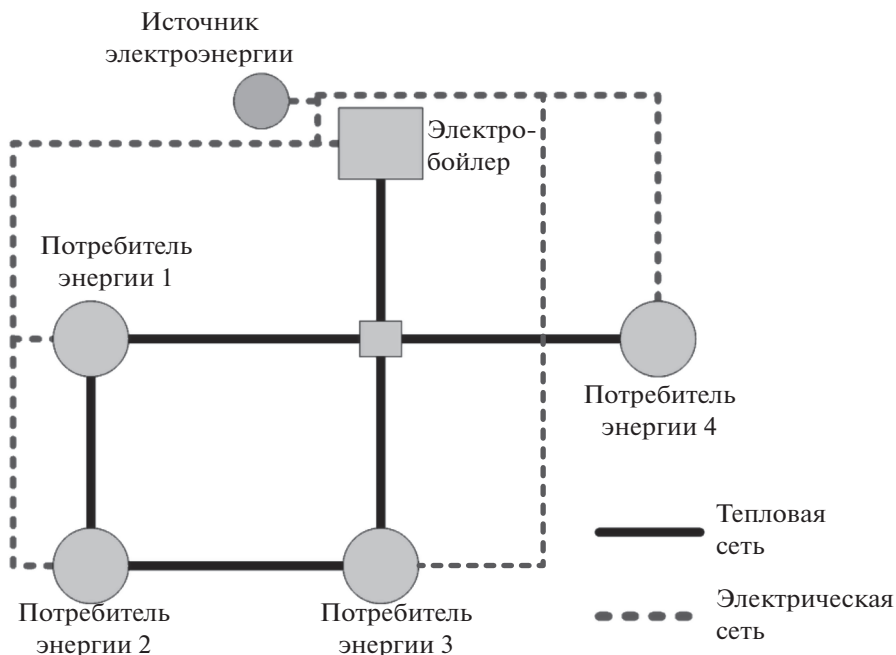 Источник
электроэнергии
Электро-
бойлер
Потребитель
энергии 1
Потребитель
энергии 4
Тепловая
сеть
Электрическая
сеть
Потребитель
энергии 2
Потребитель
энергии 3